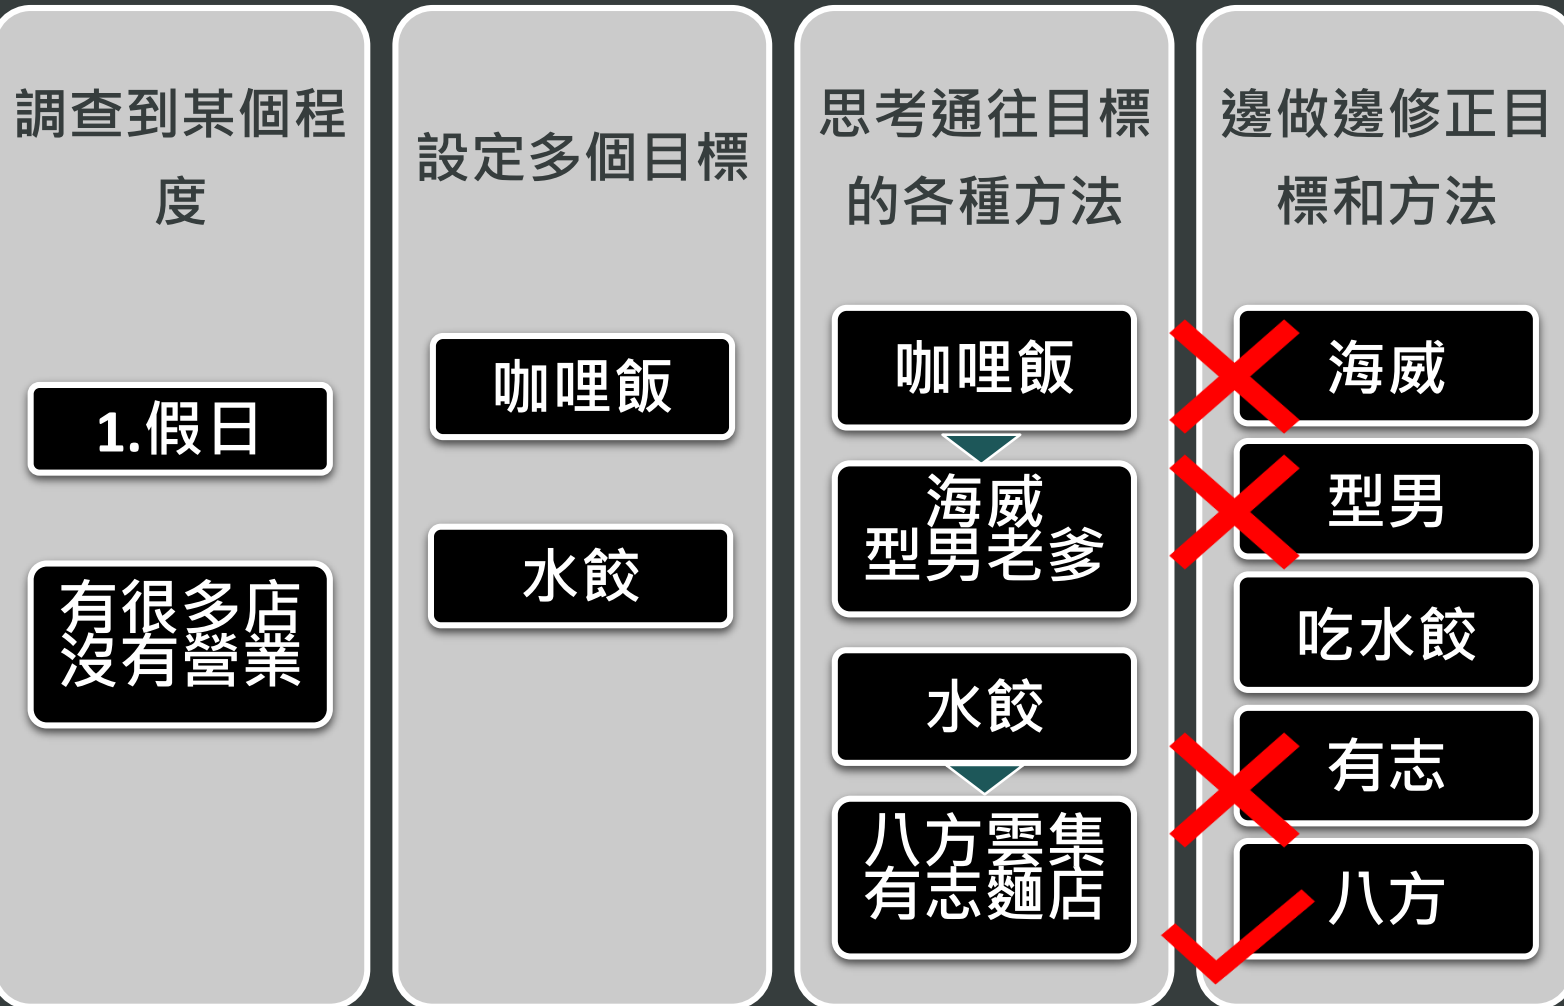 調查到某個程
度
1.假日
有很多店
沒有營業
設定多個目標
咖哩飯
水餃
思考通往目標
的各種方法
咖哩飯
海威
型男老爹
水餃
八方雲集
有志麵店
邊做邊修正目
標和方法
海威
型男
吃水餃
有志
八方